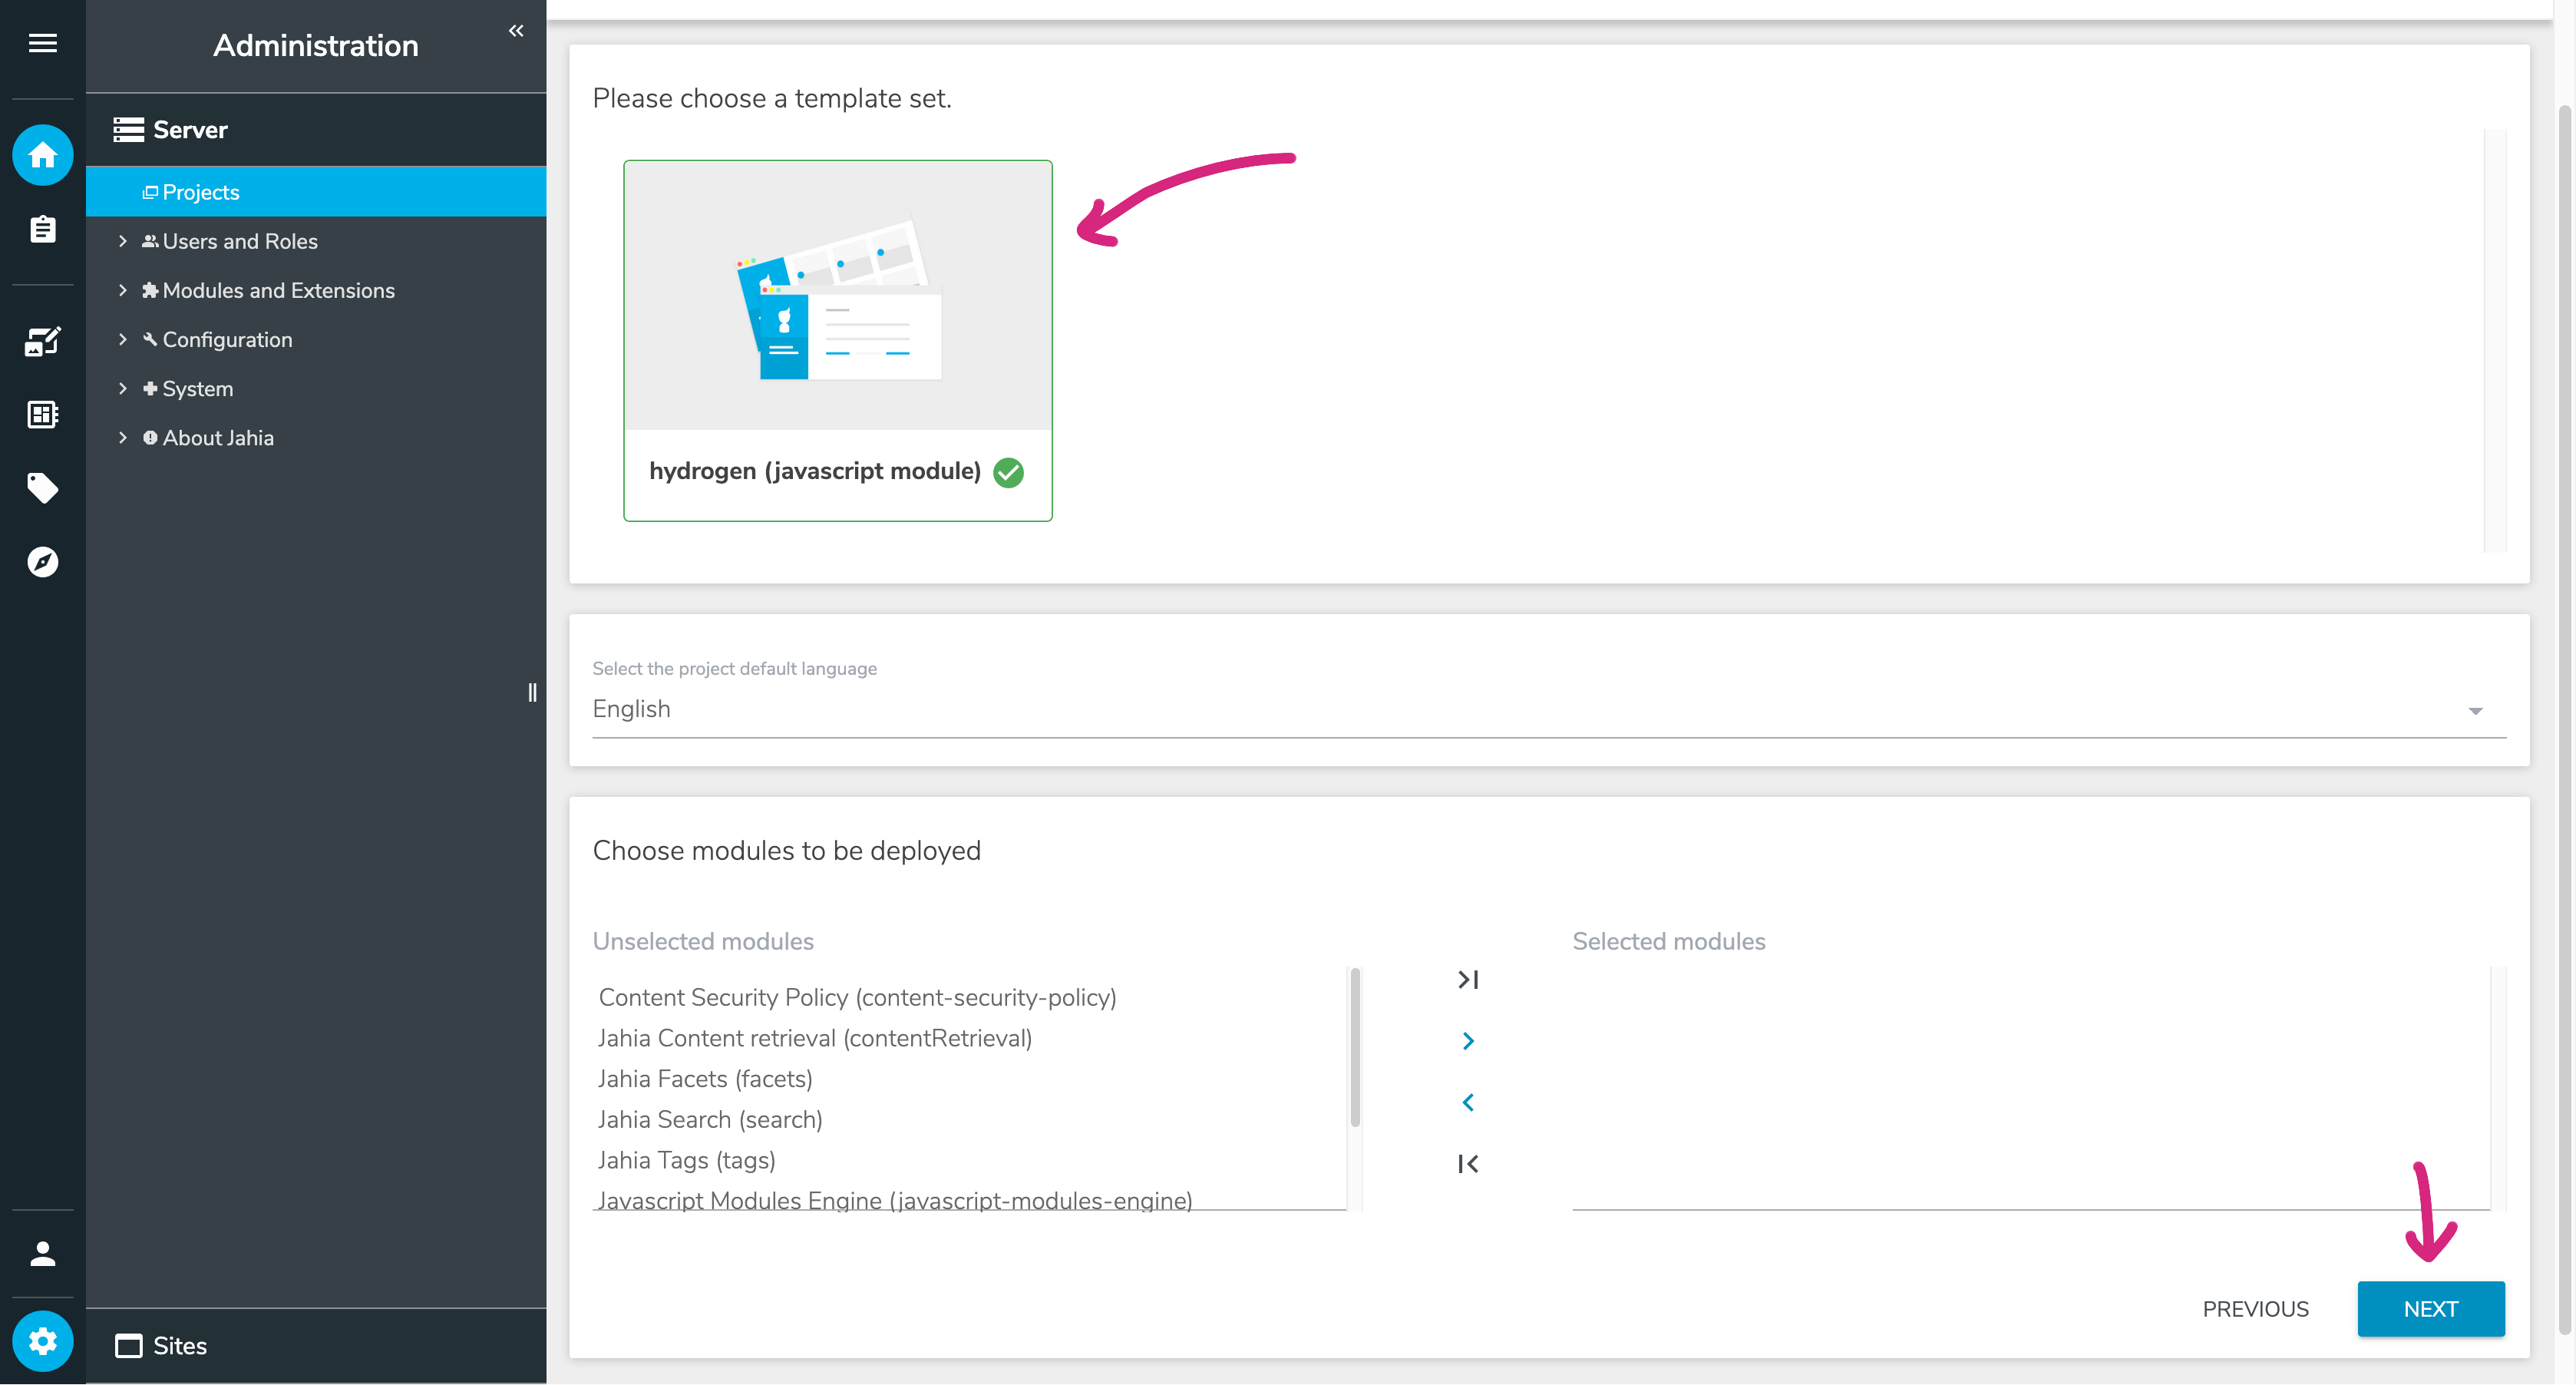 Administration
Server
Projects
Users and Roles
Modules and Extensions
Configuration
System
About Jahia
Sites
Please choose a template set.
hydrogen (javascript module)
Select the project default language
English
Choose modules to be deployed
Unselected modules
Content Security Policy (content-security-policy)
Jahia Content retrieval (contentRetrieval)
Jahia Facets (facets)
Jahia Search (search)
Jahia Tags (tags)
Javascript Modules Engine (javascript-modules-engine)
Selected modules
PREVIOUS
NEXT